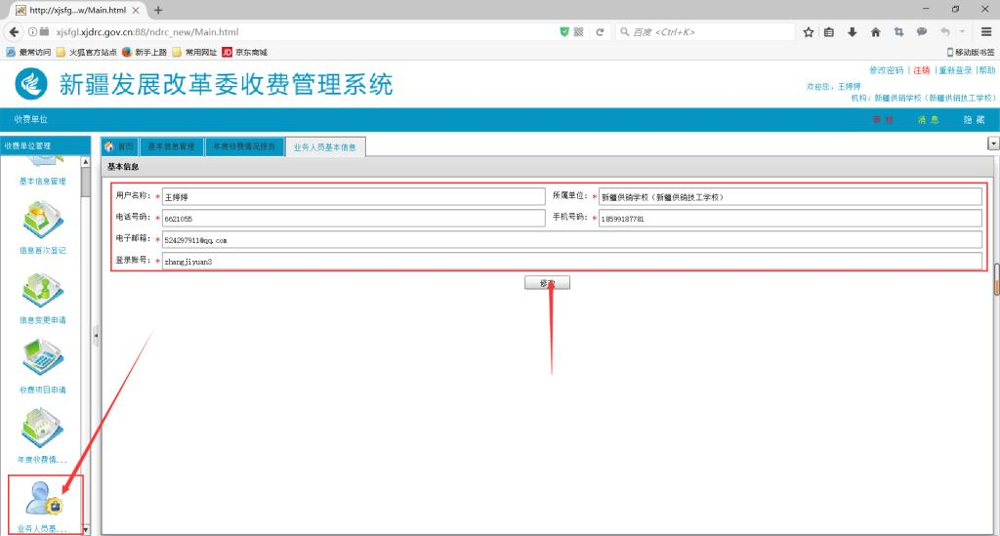 http://xjsfg...w/Main.html
xjsfgl.xjdrc.gov.cn:88/ndrc_new/Main.html
百度 <Ctrl+K>
最常访问 火狐官方站点 新手上路 常用网址 JD 京东商城 移动版书签
新疆发展改革委收费管理系统
修改密码 | 注销 | 重新登录 | 帮助
欢迎您，王婷婷
机构：新疆供销学校（新疆供销技工学校）
收费单位 审 核 消 息 隐 藏
收费单位管理
首页 基本信息管理 年度收费情况报告 业务人员基本信息
基本信息
用户名称：* 王婷婷 所属单位：* 新疆供销学校（新疆供销技工学校）
电话号码：* 6621055 手机号码：* 18599187781
电子邮箱：* 524297911@qq.com
登录账号：* zhangjiyuan3
修改
基本信息管理
信息首次登记
信息变更申请
收费项目申请
年度收费情...
业务人员基...